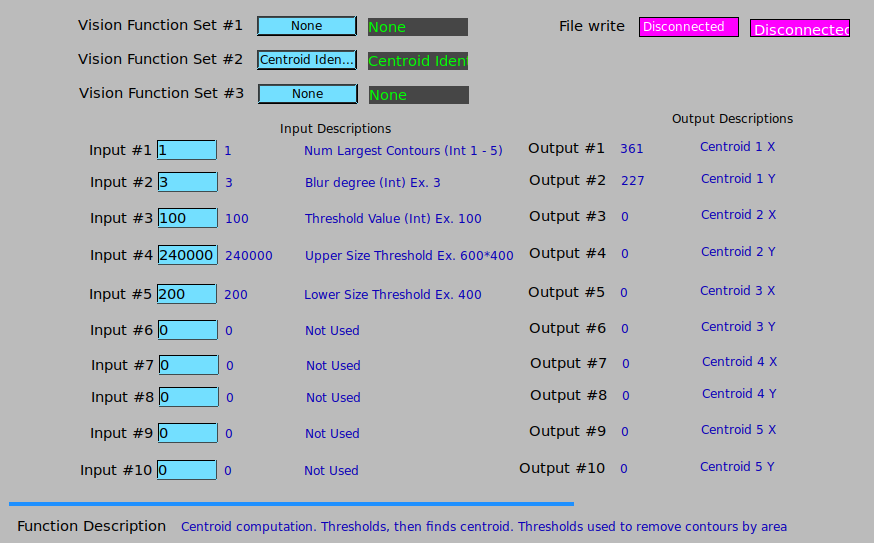 Vision Function Set #1 None None File write Disconnected Disconnected
Vision Function Set #2 Centroid Iden... Centroid Iden
Vision Function Set #3 None None
Input Descriptions Output Descriptions
Input #1 1 1 Num Largest Contours (Int 1 - 5) Output #1 361 Centroid 1 X
Input #2 3 3 Blur degree (Int) Ex. 3 Output #2 227 Centroid 1 Y
Input #3 100 100 Threshold Value (Int) Ex. 100 Output #3 0 Centroid 2 X
Input #4 240000 240000 Upper Size Threshold Ex. 600*400 Output #4 0 Centroid 2 Y
Input #5 200 200 Lower Size Threshold Ex. 400 Output #5 0 Centroid 3 X
Input #6 0 0 Not Used Output #6 0 Centroid 3 Y
Input #7 0 0 Not Used Output #7 0 Centroid 4 X
Input #8 0 0 Not Used Output #8 0 Centroid 4 Y
Input #9 0 0 Not Used Output #9 0 Centroid 5 X
Input #10 0 0 Not Used Output #10 0 Centroid 5 Y
Function Description Centroid computation. Thresholds, then finds centroid. Thresholds used to remove contours by area